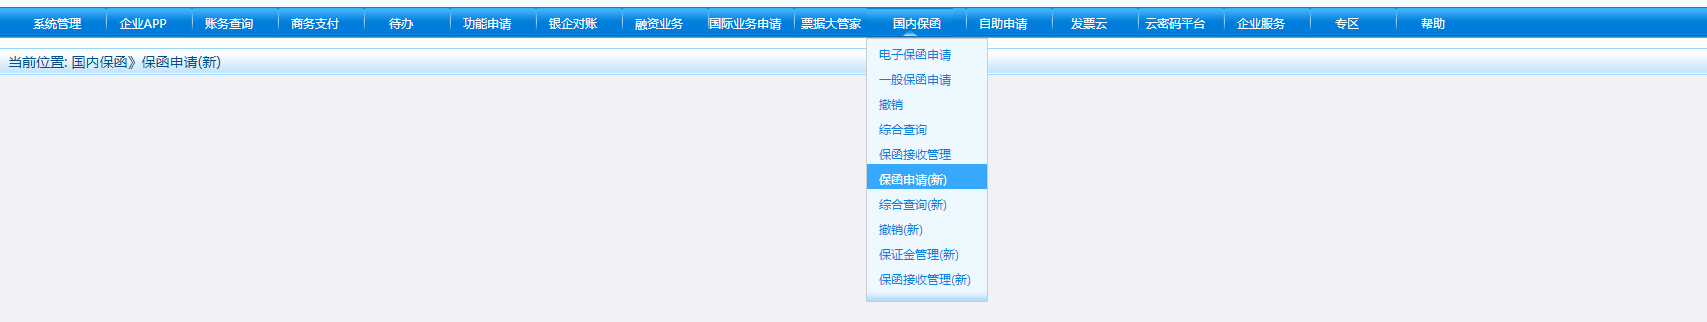 系统管理 企业APP 账务查询 商务支付 待办 功能申请 银企对账 融资业务 国际业务申请 票据大管家 国内保函 自助申请 发票云 云密码平台 企业服务 专区 帮助
当前位置: 国内保函》保函申请(新)
电子保函申请
一般保函申请
撤销
综合查询
保函接收管理
保函申请(新)
综合查询(新)
撤销(新)
保证金管理(新)
保函接收管理(新)